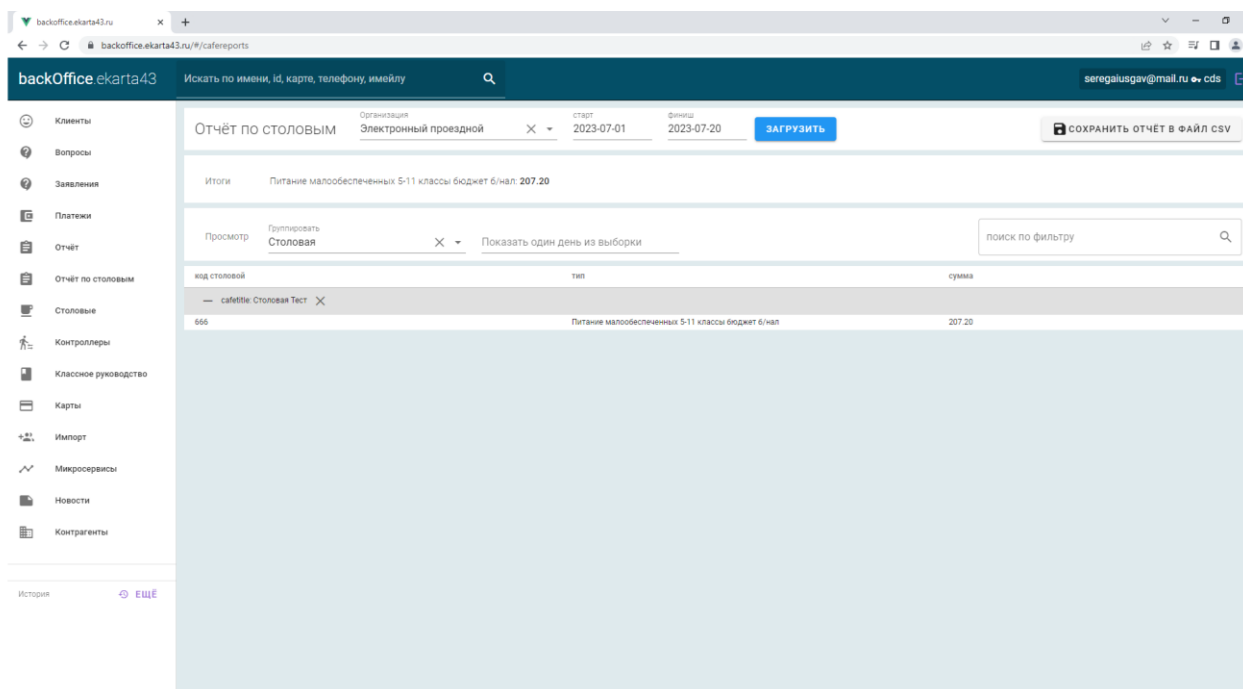 backoffice.ekarta43.ru
backoffice.ekarta43.ru/#/cafereports
backOffice.ekarta43
Искать по имени, id, карте, телефону, имейлу
seregaiusgav@mail.ru cds
Клиенты
Вопросы
Заявления
Платежи
Отчёт
Отчёт по столовым
Столовые
Контроллеры
Классное руководство
Карты
Импорт
Микросервисы
Новости
Контрагенты
История ЕЩЁ
Отчёт по столовым
Организация
Электронный проездной
старт
2023-07-01
финиш
2023-07-20
ЗАГРУЗИТЬ
СОХРАНИТЬ ОТЧЁТ В ФАЙЛ CSV
Итоги Питание малообеспеченных 5-11 классы бюджет б/нал: 207.20
Просмотр
Группировать
Столовая
Показать один день из выборки
поиск по фильтру
код столовой тип сумма
cafetitle: Столовая Тест
666 Питание малообеспеченных 5-11 классы бюджет б/нал 207.20